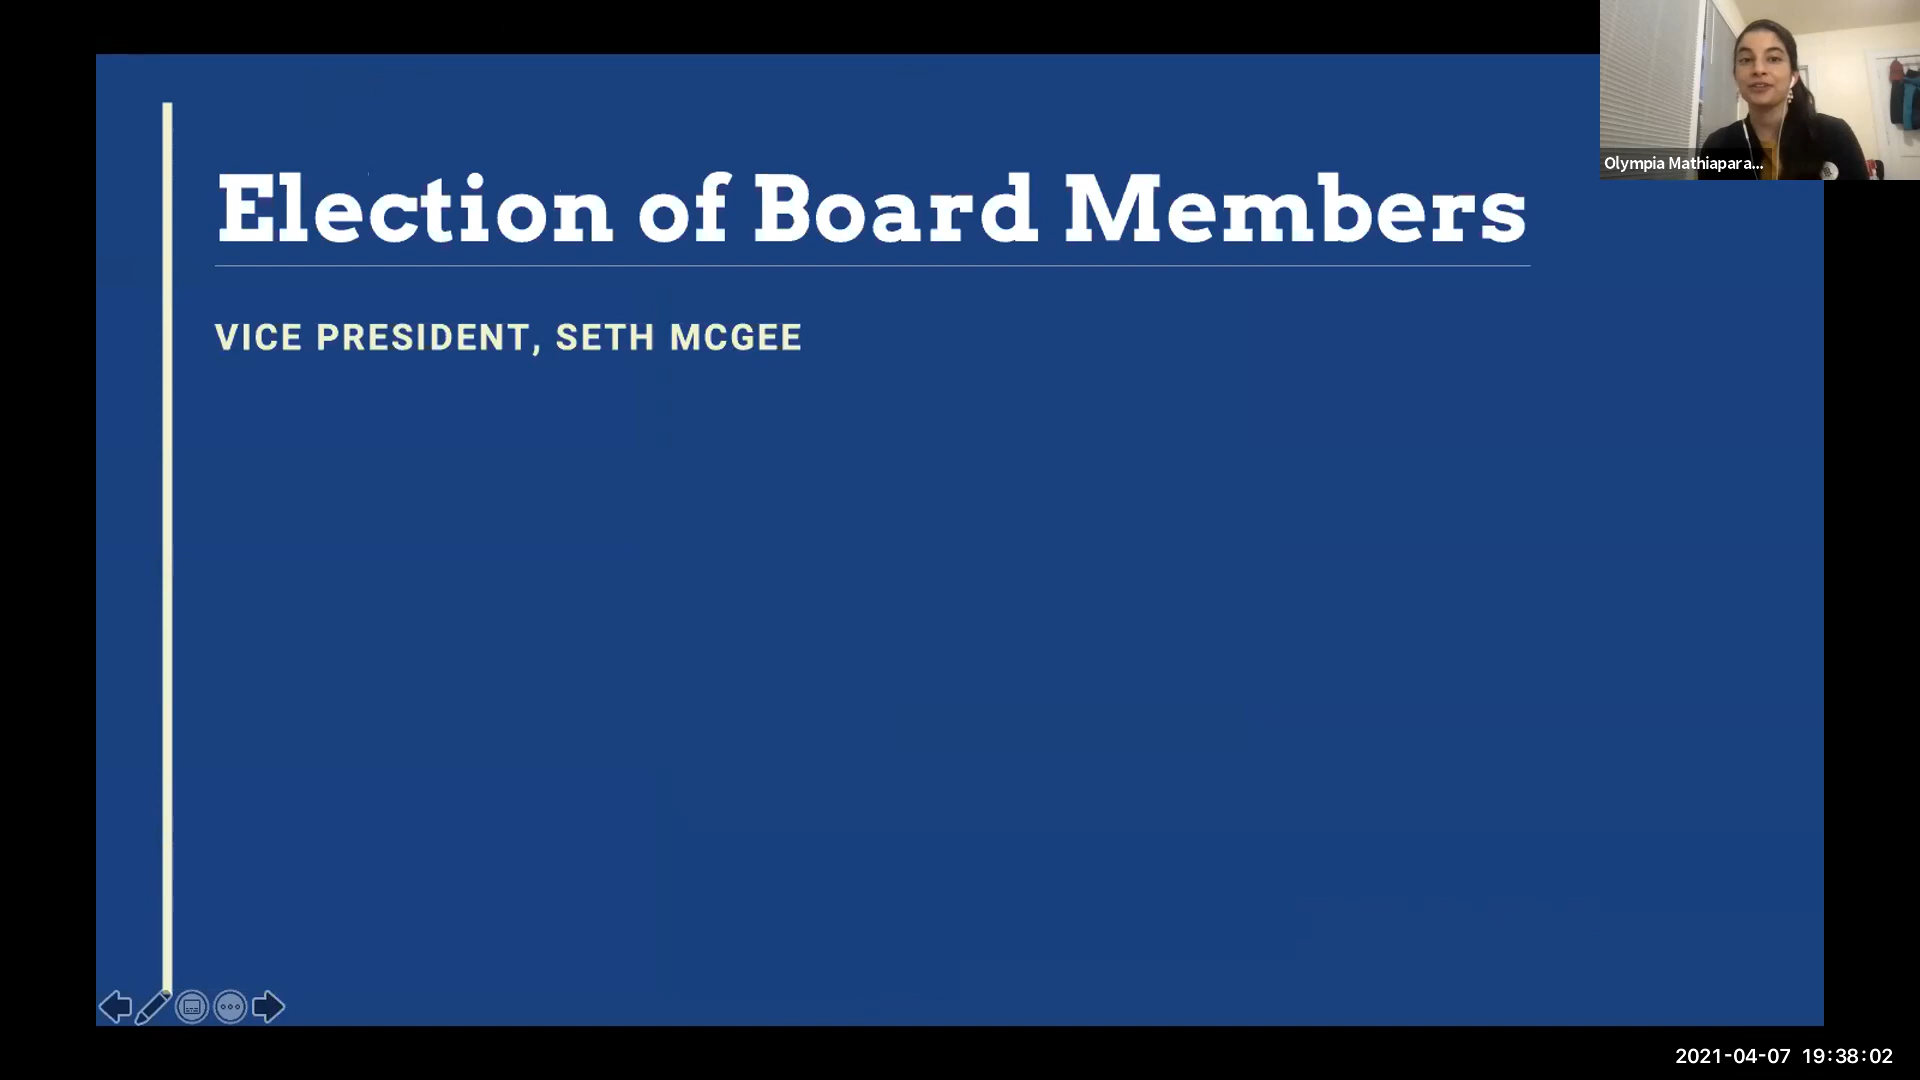 Election of Board Members
VICE PRESIDENT, SETH MCGEE
Olympia Mathiapara...
2021-04-07 19:38:02